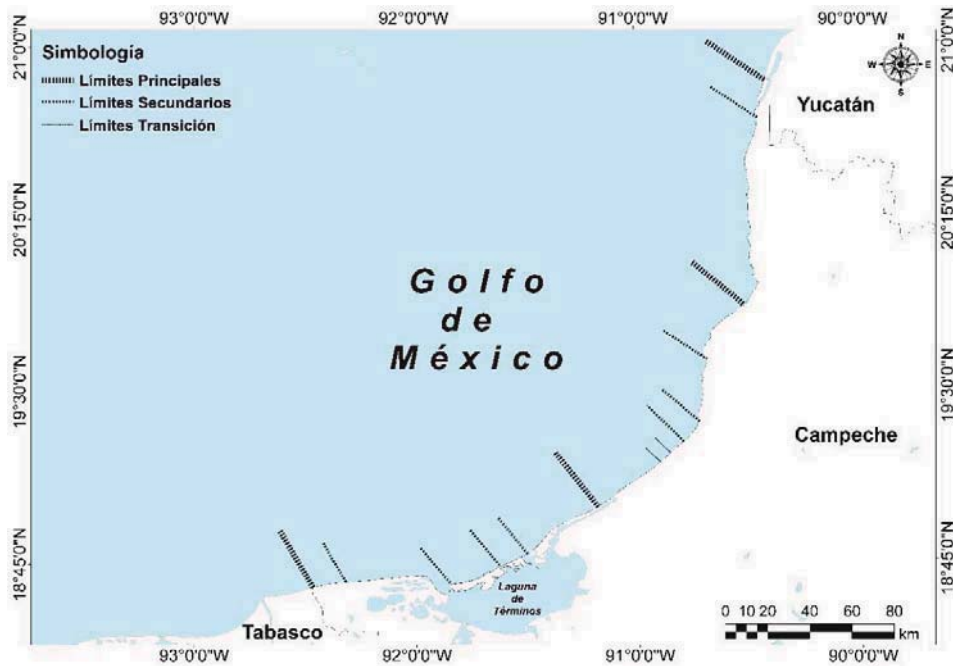 93°0'0"W 92°0'0"W 91°0'0"W 90°0'0"W
21°0'0"N
21°0'0"N
Simbología
Límites Principales
Límites Secundarios
Límites Transición
N
W E
S
Yucatán
20°15'0"N
20°15'0"N
Golfo
de
México
19°30'0"N
19°30'0"N
Campeche
18°45'0"N
18°45'0"N
Laguna
de
Términos
Tabasco
0 10 20 40 60 80
km
93°0'0"W 92°0'0"W 91°0'0"W 90°0'0"W